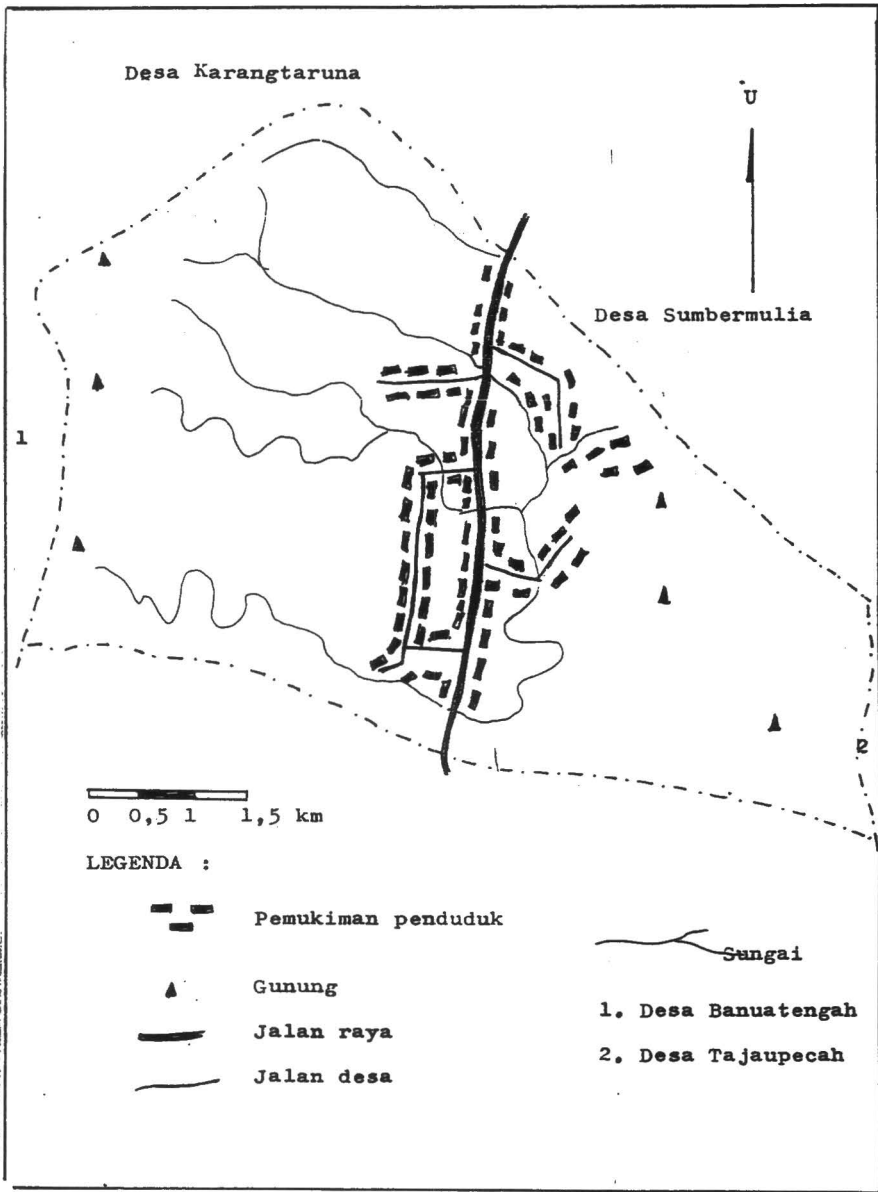 Desa Karangtaruna
U
Desa Sumbermulia
1
2
0 0,5 1 1,5 km
LEGENDA :
Pemukiman penduduk
Gunung
Jalan raya
Jalan desa
Sungai
1. Desa Banuatengah
2. Desa Tajaupecah